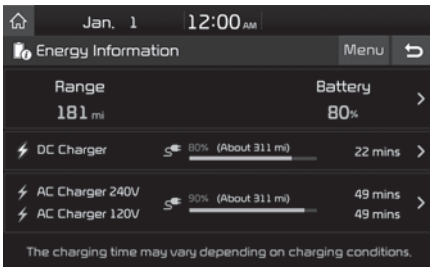 Jan. 1 12:00 AM
Energy Information Menu
Range Battery
181 mi 80%
DC Charger 80% (About 311 mi) 22 mins
AC Charger 240V 90% (About 311 mi) 49 mins
AC Charger 120V 49 mins
The charging time may vary depending on charging conditions.